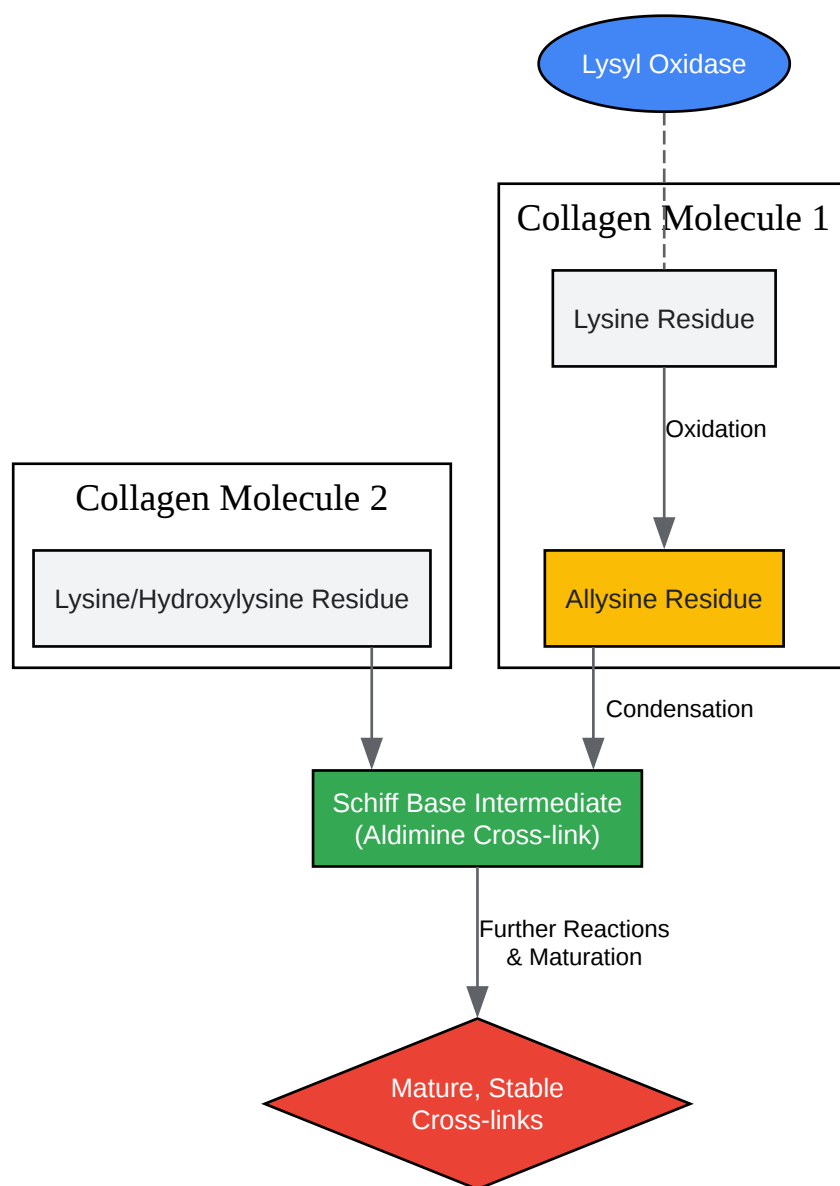 Lysyl Oxidase
Collagen Molecule 1
Lysine Residue
Oxidation
Collagen Molecule 2
Lysine/Hydroxylysine Residue
Allysine Residue
Condensation
Schiff Base Intermediate
(Aldimine Cross-link)
Further Reactions
& Maturation
Mature, Stable
Cross-links